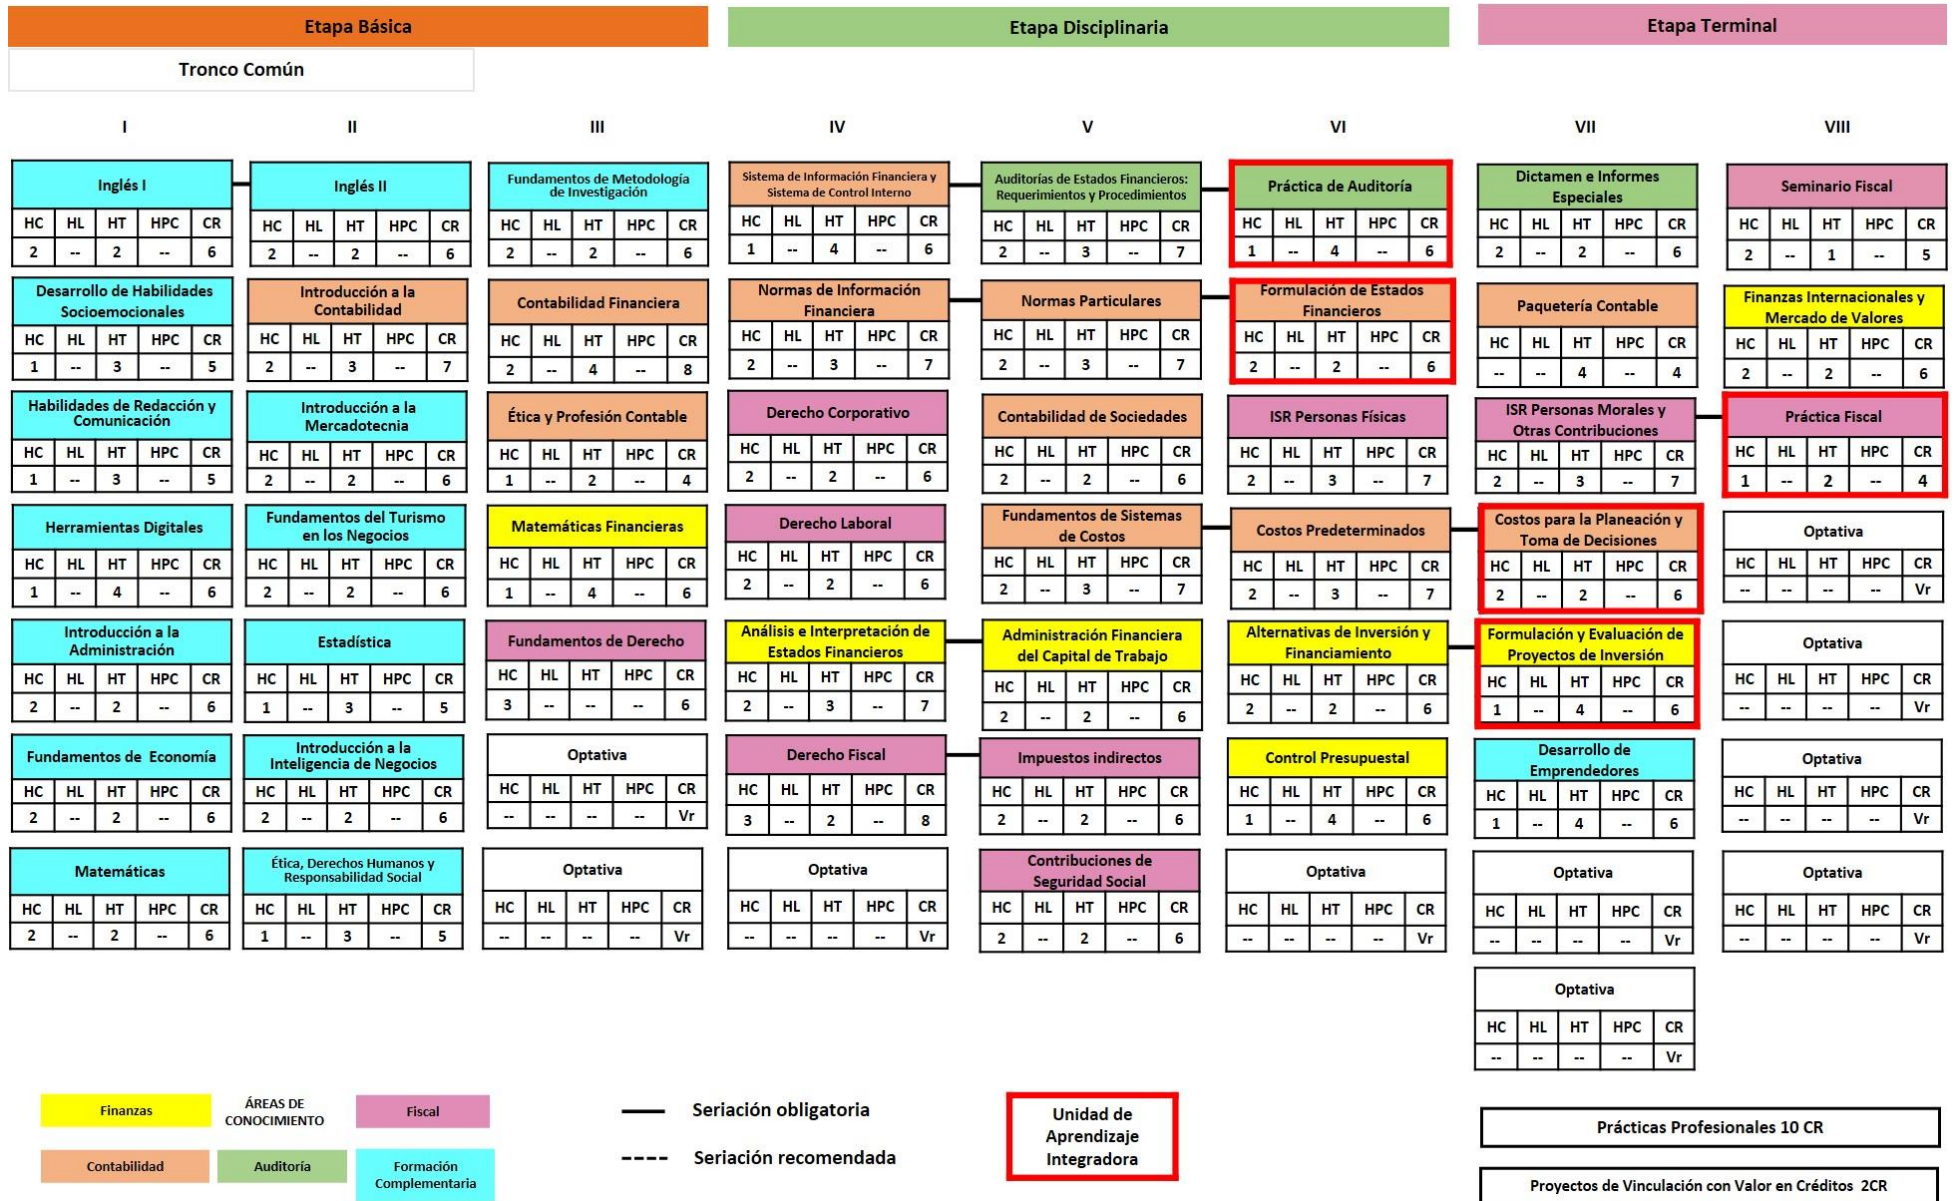 Etapa Básica
Etapa Disciplinaria
Etapa Terminal
Tronco Común
I
II
III
IV
V
VI
VII
VIII
Inglés I
HC HL HT HPC CR
2 -- 2 -- 6
Desarrollo de Habilidades
Socioemocionales
HC HL HT HPC CR
1 -- 3 -- 5
Habilidades de Redacción y
Comunicación
HC HL HT HPC CR
1 -- 3 -- 5
Herramientas Digitales
HC HL HT HPC CR
1 -- 4 -- 6
Introducción a la
Administración
HC HL HT HPC CR
2 -- 2 -- 6
Fundamentos de Economía
HC HL HT HPC CR
2 -- 2 -- 6
Matemáticas
HC HL HT HPC CR
2 -- 2 -- 6
Inglés II
HC HL HT HPC CR
2 -- 2 -- 6
Introducción a la
Contabilidad
HC HL HT HPC CR
2 -- 3 -- 7
Introducción a la
Mercadotecnia
HC HL HT HPC CR
2 -- 2 -- 6
Fundamentos del Turismo
en los Negocios
HC HL HT HPC CR
2 -- 2 -- 6
Estadística
HC HL HT HPC CR
1 -- 3 -- 5
Introducción a la
Inteligencia de Negocios
HC HL HT HPC CR
2 -- 2 -- 6
Ética, Derechos Humanos y
Responsabilidad Social
HC HL HT HPC CR
1 -- 3 -- 5
Fundamentos de Metodología
de Investigación
HC HL HT HPC CR
2 -- 2 -- 6
Contabilidad Financiera
HC HL HT HPC CR
2 -- 4 -- 8
Ética y Profesión Contable
HC HL HT HPC CR
1 -- 2 -- 4
Matemáticas Financieras
HC HL HT HPC CR
1 -- 4 -- 6
Fundamentos de Derecho
HC HL HT HPC CR
3 -- -- -- 6
Optativa
HC HL HT HPC CR
-- -- -- -- Vr
Optativa
HC HL HT HPC CR
-- -- -- -- Vr
Sistema de Información Financiera y
Sistema de Control Interno
HC HL HT HPC CR
1 -- 4 -- 6
Normas de Información
Financiera
HC HL HT HPC CR
2 -- 3 -- 7
Derecho Corporativo
HC HL HT HPC CR
2 -- 2 -- 6
Derecho Laboral
HC HL HT HPC CR
2 -- 2 -- 6
Análisis e Interpretación de
Estados Financieros
HC HL HT HPC CR
2 -- 3 -- 7
Derecho Fiscal
HC HL HT HPC CR
3 -- 2 -- 8
Optativa
HC HL HT HPC CR
-- -- -- -- Vr
Auditorías de Estados Financieros:
Requerimientos y Procedimientos
HC HL HT HPC CR
2 -- 3 -- 7
Normas Particulares
HC HL HT HPC CR
2 -- 3 -- 7
Contabilidad de Sociedades
HC HL HT HPC CR
2 -- 2 -- 6
Fundamentos de Sistemas
de Costos
HC HL HT HPC CR
2 -- 3 -- 7
Administración Financiera
del Capital de Trabajo
HC HL HT HPC CR
2 -- 2 -- 6
Impuestos indirectos
HC HL HT HPC CR
2 -- 2 -- 6
Contribuciones de
Seguridad Social
HC HL HT HPC CR
2 -- 2 -- 6
Práctica de Auditoría
HC HL HT HPC CR
1 -- 4 -- 6
Formulación de Estados
Financieros
HC HL HT HPC CR
2 -- 2 -- 6
ISR Personas Físicas
HC HL HT HPC CR
2 -- 3 -- 7
Costos Predeterminados
HC HL HT HPC CR
2 -- 3 -- 7
Alternativas de Inversión y
Financiamiento
HC HL HT HPC CR
2 -- 2 -- 6
Control Presupuestal
HC HL HT HPC CR
1 -- 4 -- 6
Optativa
HC HL HT HPC CR
-- -- -- -- Vr
Dictamen e Informes
Especiales
HC HL HT HPC CR
2 -- 2 -- 6
Paquetería Contable
HC HL HT HPC CR
-- -- 4 -- 4
ISR Personas Morales y
Otras Contribuciones
HC HL HT HPC CR
2 -- 3 -- 7
Costos para la Planeación y
Toma de Decisiones
HC HL HT HPC CR
2 -- 2 -- 6
Formulación y Evaluación de
Proyectos de Inversión
HC HL HT HPC CR
1 -- 4 -- 6
Desarrollo de
Emprendedores
HC HL HT HPC CR
1 -- 4 -- 6
Optativa
HC HL HT HPC CR
-- -- -- -- Vr
Optativa
HC HL HT HPC CR
-- -- -- -- Vr
Seminario Fiscal
HC HL HT HPC CR
2 -- 1 -- 5
Finanzas Internacionales y
Mercado de Valores
HC HL HT HPC CR
2 -- 2 -- 6
Práctica Fiscal
HC HL HT HPC CR
1 -- 2 -- 4
Optativa
HC HL HT HPC CR
-- -- -- -- Vr
Optativa
HC HL HT HPC CR
-- -- -- -- Vr
Optativa
HC HL HT HPC CR
-- -- -- -- Vr
Optativa
HC HL HT HPC CR
-- -- -- -- Vr
Finanzas
ÁREAS DE
CONOCIMIENTO
Fiscal
Contabilidad
Auditoría
Formación
Complementaria
Seriación obligatoria
Seriación recomendada
Unidad de
Aprendizaje
Integradora
Prácticas Profesionales 10 CR
Proyectos de Vinculación con Valor en Créditos 2CR